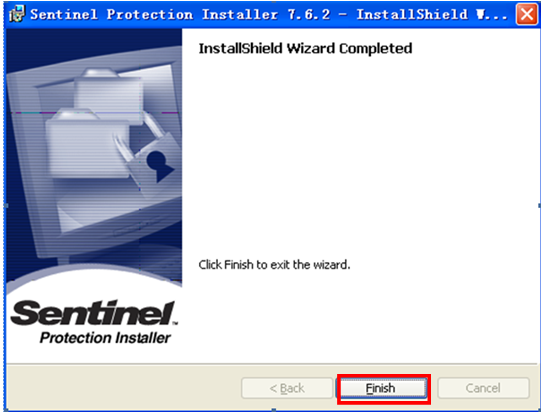 Sentinel Protection Installer 7.6.2 - InstallShield W...
InstallShield Wizard Completed
Click Finish to exit the wizard.
Sentinel™
Protection Installer
< Back
Finish
Cancel